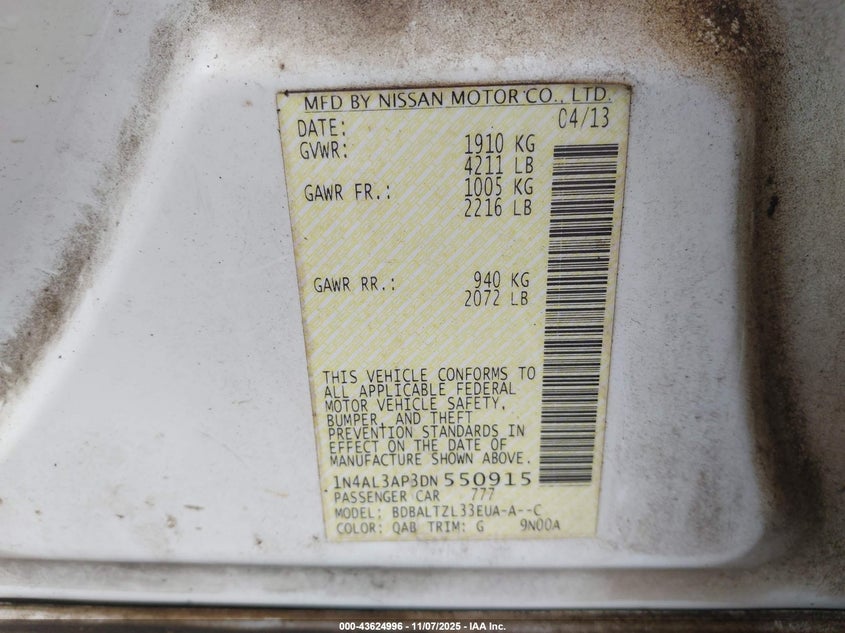 MFD BY NISSAN MOTOR CO., LTD.
DATE: 04/13
GVWR: 1910 KG
4211 LB
GAWR FR.: 1005 KG
2216 LB
GAWR RR.: 940 KG
2072 LB
THIS VEHICLE CONFORMS TO
ALL APPLICABLE FEDERAL
MOTOR VEHICLE SAFETY,
BUMPER, AND THEFT
PREVENTION STANDARDS IN
EFFECT ON THE DATE OF
MANUFACTURE SHOWN ABOVE.
1N4AL3AP3DN 550915
PASSENGER CAR 777
MODEL: BDBALTZL33EUA-A--C
COLOR: QAB TRIM: G 9N00A
000-43624996 - 11/07/2025 - IAA Inc.